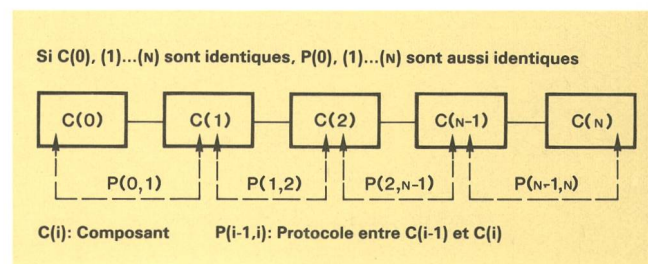 Si C(0), (1)...(N) sont identiques, P(0), (1)...(N) sont aussi identiques
C(0) C(1) C(2) C(N-1) C(N)
P(0,1) P(1,2) P(2,N-1) P(N-1,N)
C(i): Composant P(i-1,i): Protocole entre C(i-1) et C(i)